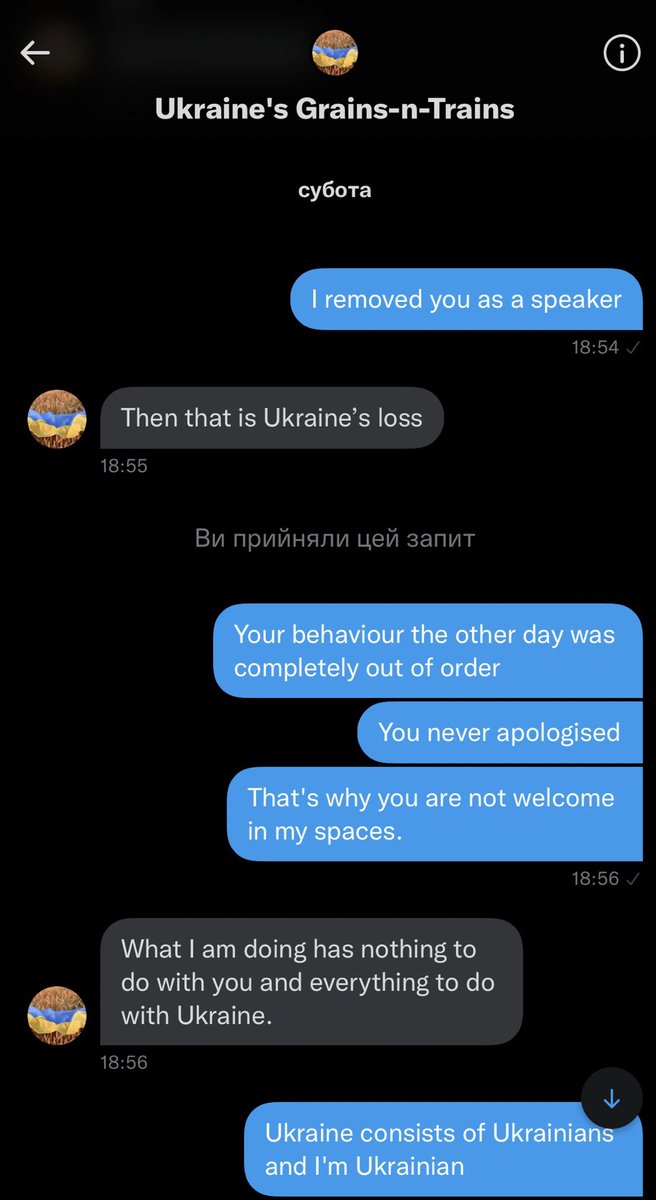 Ukraine's Grains-n-Trains
субота
I removed you as a speaker
18:54
Then that is Ukraine’s loss
18:55
Ви прийняли цей запит
Your behaviour the other day was
completely out of order
You never apologised
That's why you are not welcome
in my spaces.
18:56
What I am doing has nothing to
do with you and everything to do
with Ukraine.
18:56
Ukraine consists of Ukrainians
and I'm Ukrainian